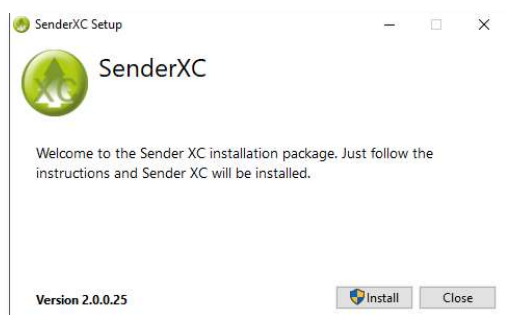 SenderXC Setup
XC
SenderXC
Welcome to the Sender XC installation package. Just follow the
instructions and Sender XC will be installed.
Version 2.0.0.25
Install
Close